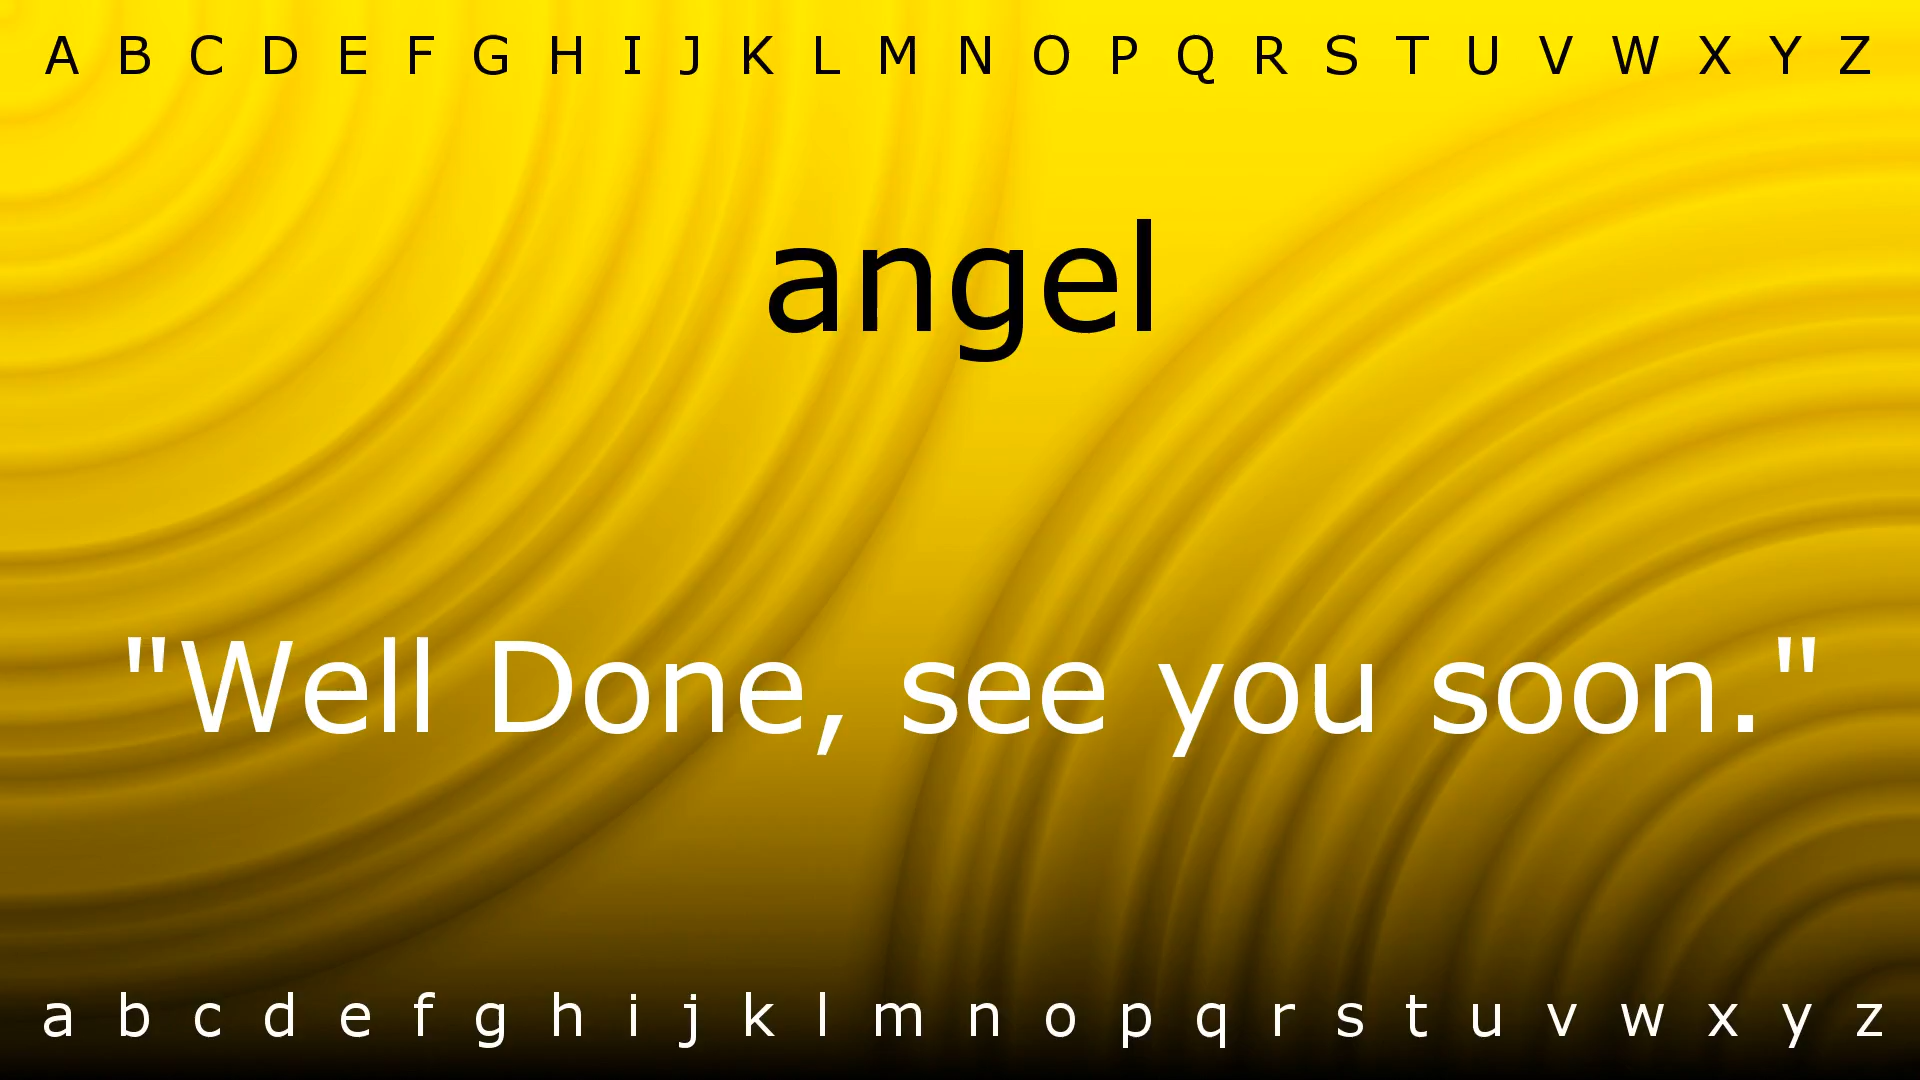 A B C D E F G H I J K L M N O P Q R S T U V W X Y Z
angel
"Well Done, see you soon."
a b c d e f g h i j k l m n o p q r s t u v w x y z